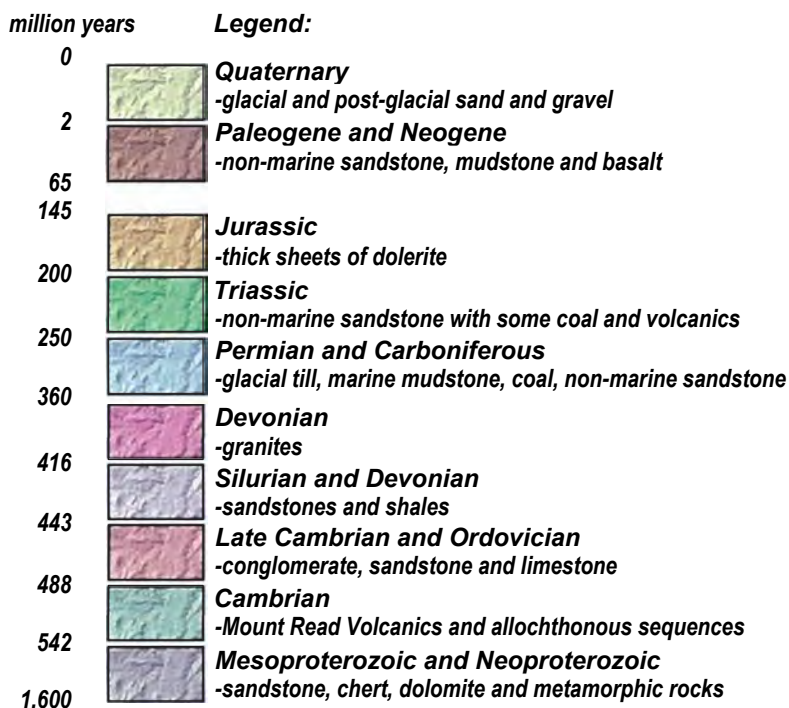 million years Legend:
0
Quaternary
-glacial and post-glacial sand and gravel
2
Paleogene and Neogene
-non-marine sandstone, mudstone and basalt
65
145
Jurassic
-thick sheets of dolerite
200
Triassic
-non-marine sandstone with some coal and volcanics
250
Permian and Carboniferous
-glacial till, marine mudstone, coal, non-marine sandstone
360
Devonian
-granites
416
Silurian and Devonian
-sandstones and shales
443
Late Cambrian and Ordovician
-conglomerate, sandstone and limestone
488
Cambrian
-Mount Read Volcanics and allochthonous sequences
542
Mesoproterozoic and Neoproterozoic
-sandstone, chert, dolomite and metamorphic rocks
1,600